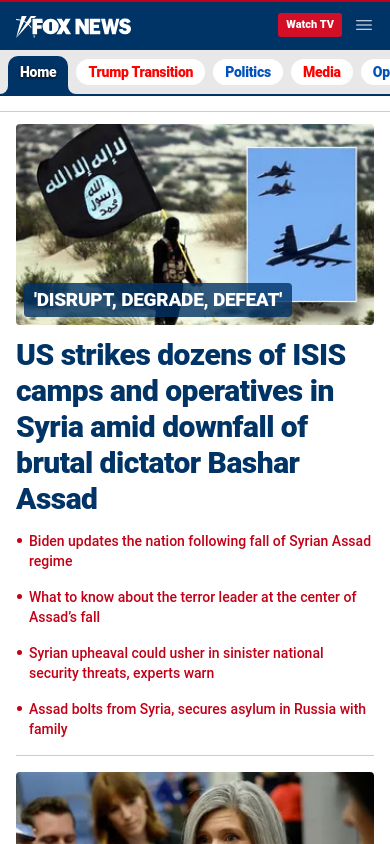 FOX NEWS
Watch TV
Home
Trump Transition
Politics
Media
Op
لا إله إلا الله
الله
رسول
محمد
'DISRUPT, DEGRADE, DEFEAT'
US strikes dozens of ISIS
camps and operatives in
Syria amid downfall of
brutal dictator Bashar
Assad
Biden updates the nation following fall of Syrian Assad
regime
What to know about the terror leader at the center of
Assad’s fall
Syrian upheaval could usher in sinister national
security threats, experts warn
Assad bolts from Syria, secures asylum in Russia with
family